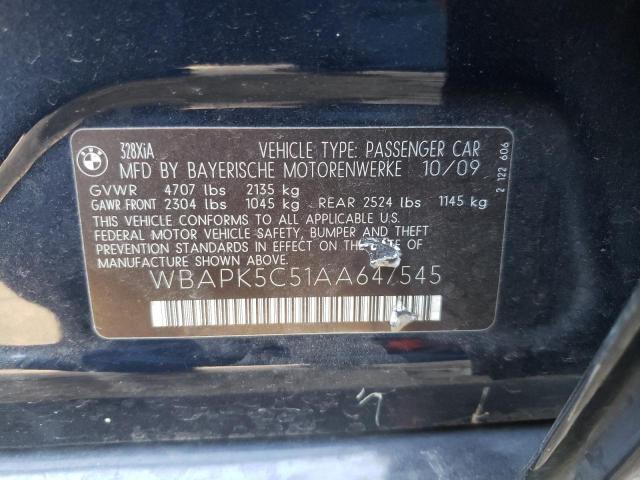 BMW
328XiA VEHICLE TYPE: PASSENGER CAR
MFD BY BAYERISCHE MOTORENWERKE 10/09
GVWR 4707 lbs 2135 kg
GAWR FRONT 2304 lbs 1045 kg REAR 2524 lbs 1145 kg
THIS VEHICLE CONFORMS TO ALL APPLICABLE U.S.
FEDERAL MOTOR VEHICLE SAFETY, BUMPER AND THEFT
PREVENTION STANDARDS IN EFFECT ON THE DATE OF
MANUFACTURE SHOWN ABOVE.
WBAPK5C51AA647545
2 122 606